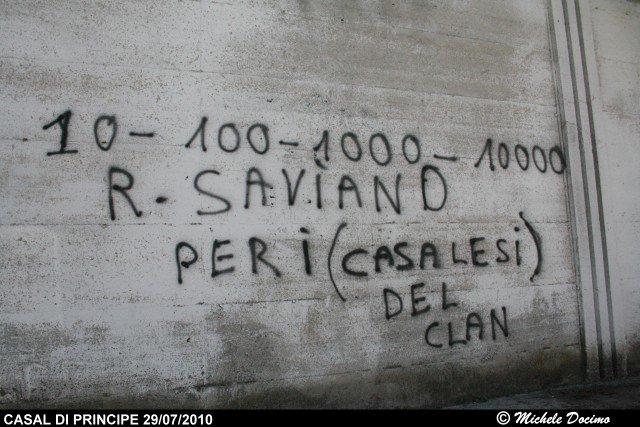 10 - 100 - 1000 - 10000
R. SAVIANO
PER I (CASALESI)
DEL
CLAN
CASAL DI PRINCIPE 29/07/2010
© Michele Docimo